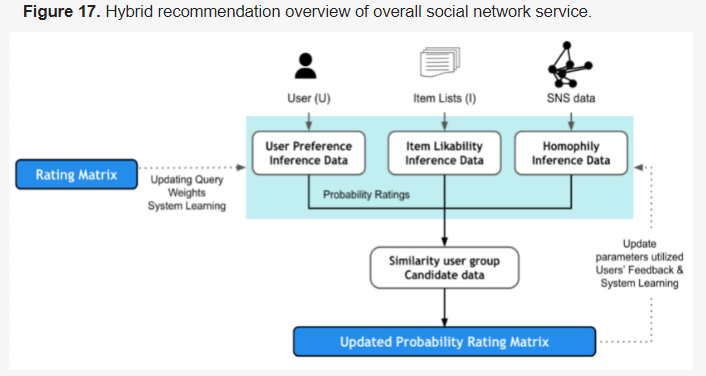 Figure 17. Hybrid recommendation overview of overall social network service.
User (U)
Item Lists (I)
SNS data
User Preference
Inference Data
Item Likability
Inference Data
Homophily
Inference Data
Rating Matrix
Updating Query
Weights
System Learning
Probability Ratings
Similarity user group
Candidate data
Update
parameters utilized
Users' Feedback &
System Learning
Updated Probability Rating Matrix